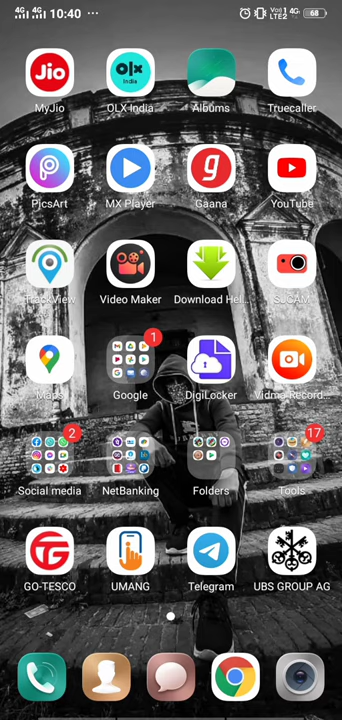 4G 4G 10:40 ...
Vo) 1 4G LTE2 68
Jio olx
MyJio OLX India Albums Truecaller
g
PicsArt MX Player Gaana YouTube
TrackView Video Maker Download Hel... SJCAM
1
Maps Google DigiLocker Vidma Record...
2 17
Social media NetBanking Folders Tools
GO-TESCO UMANG Telegram UBS GROUP AG